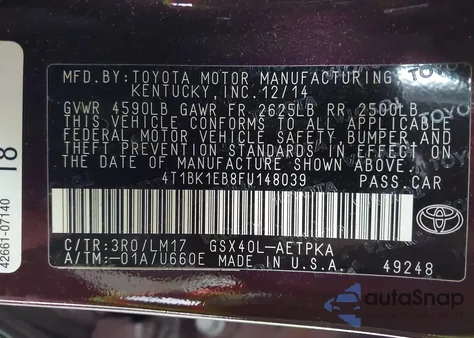 MFD. BY: TOYOTA MOTOR MANUFACTURING
KENTUCKY, INC. 12/14
GVWR 4590LB GAWR FR 2625LB RR 2500LB
THIS VEHICLE CONFORMS TO ALL APPLICABLE
FEDERAL MOTOR VEHICLE SAFETY, BUMPER AND
THEFT PREVENTION STANDARDS IN EFFECT ON
THE DATE OF MANUFACTURE SHOWN ABOVE.
4T1BK1EB8FU148039 PASS.CAR
C/TR:3R0/LM17 GSX40L-AETPKA
A/TM:-01A/U660E MADE IN U.S.A. 49248
TOYOTA
42661-07140
18
autoSnap